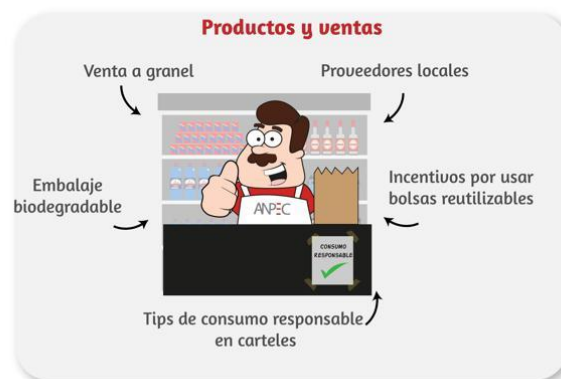 Productos y ventas
Venta a granel
Proveedores locales
Embalaje
biodegradable
Incentivos por usar
bolsas reutilizables
ANPEC
CONSUMO
RESPONSABLE
Tips de consumo responsable
en carteles